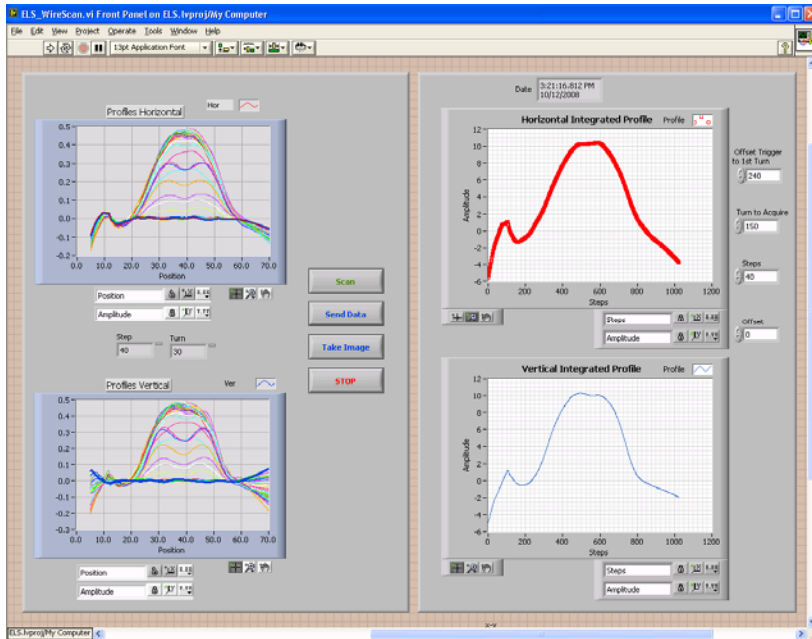 ELS_WireScan.vi Front Panel on ELS.lvproj/My Computer
File Edit View Project Operate Tools Window Help
13pt Application Font
Profiles Horizontal
Hor
0.5
0.4
0.3
0.2
0.1
0.0
-0.1
-0.2
Amplitude
0.0 10.0 20.0 30.0 40.0 50.0 60.0 70.0
Position
Position
Amplitude
Step
40
Turn
30
Profiles Vertical
Ver
0.5
0.4
0.3
0.2
0.1
0.0
-0.1
-0.2
-0.3
Amplitude
0.0 10.0 20.0 30.0 40.0 50.0 60.0 70.0
Position
Position
Amplitude
Scan
Send Data
Take Image
STOP
Date
3:21:16.812 PM
10/12/2008
Horizontal Integrated Profile
Profile
12
10
8
6
4
2
0
-2
-4
-6
Amplitude
0 200 400 600 800 1000 1200
Steps
Steps
Amplitude
Offset Trigger
to 1st Turn
240
Turn to Acquire
150
Steps
40
Offset
0
Vertical Integrated Profile
Profile
12
10
8
6
4
2
0
-2
-4
-6
Amplitude
0 200 400 600 800 1000 1200
Steps
Steps
Amplitude
ELS.lvproj/My Computer